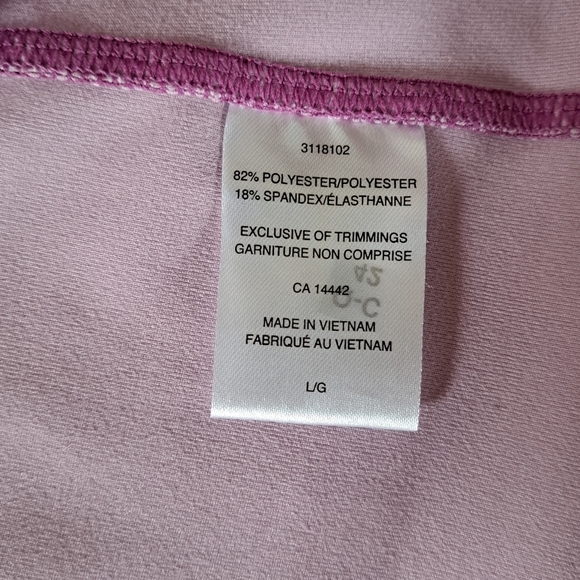 3118102
82% POLYESTER/POLYESTER
18% SPANDEX/ÉLASTHANNE
EXCLUSIVE OF TRIMMINGS
GARNITURE NON COMPRISE
42
CA 14442
Q-C
MADE IN VIETNAM
FABRIQUÉ AU VIETNAM
L/G